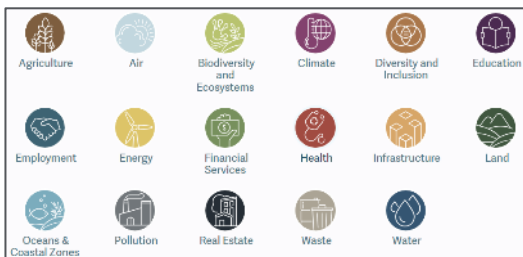 Agriculture
Air
Biodiversity and
Ecosystems
Climate
Diversity and
Inclusion
Education
Employment
Energy
Financial
Services
Health
Infrastructure
Land
Oceans &
Coastal Zones
Pollution
Real Estate
Waste
Water